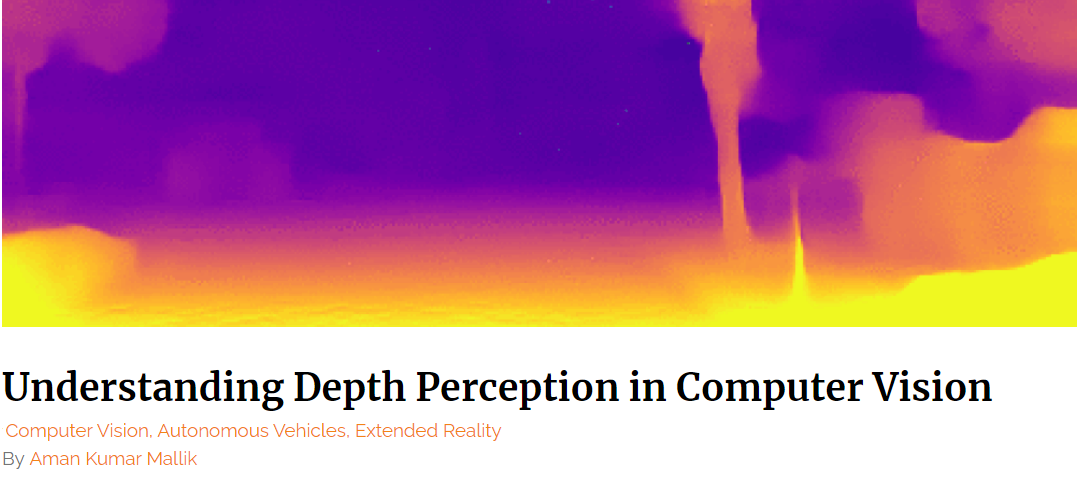 Understanding Depth Perception in Computer Vision
Computer Vision, Autonomous Vehicles, Extended Reality
By Aman Kumar Mallik